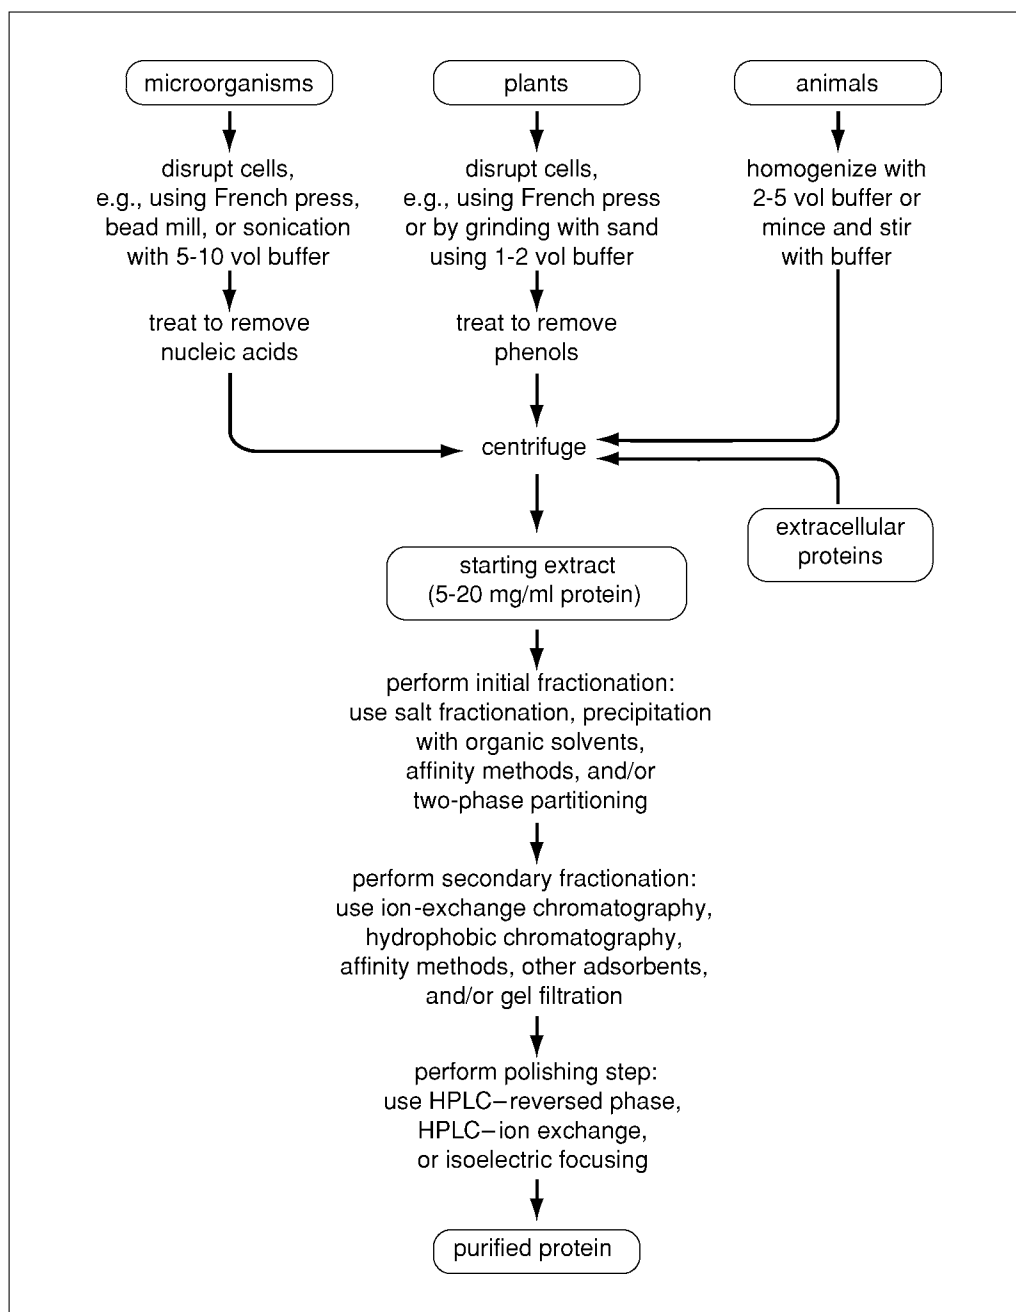 microorganisms
plants
animals
disrupt cells,
e.g., using French press,
bead mill, or sonication
with 5-10 vol buffer
disrupt cells,
e.g., using French press
or by grinding with sand
using 1-2 vol buffer
homogenize with
2-5 vol buffer or
mince and stir
with buffer
treat to remove
nucleic acids
treat to remove
phenols
centrifuge
extracellular
proteins
starting extract
(5-20 mg/ml protein)
perform initial fractionation:
use salt fractionation, precipitation
with organic solvents,
affinity methods, and/or
two-phase partitioning
perform secondary fractionation:
use ion-exchange chromatography,
hydrophobic chromatography,
affinity methods, other adsorbents,
and/or gel filtration
perform polishing step:
use HPLC–reversed phase,
HPLC–ion exchange,
or isoelectric focusing
purified protein